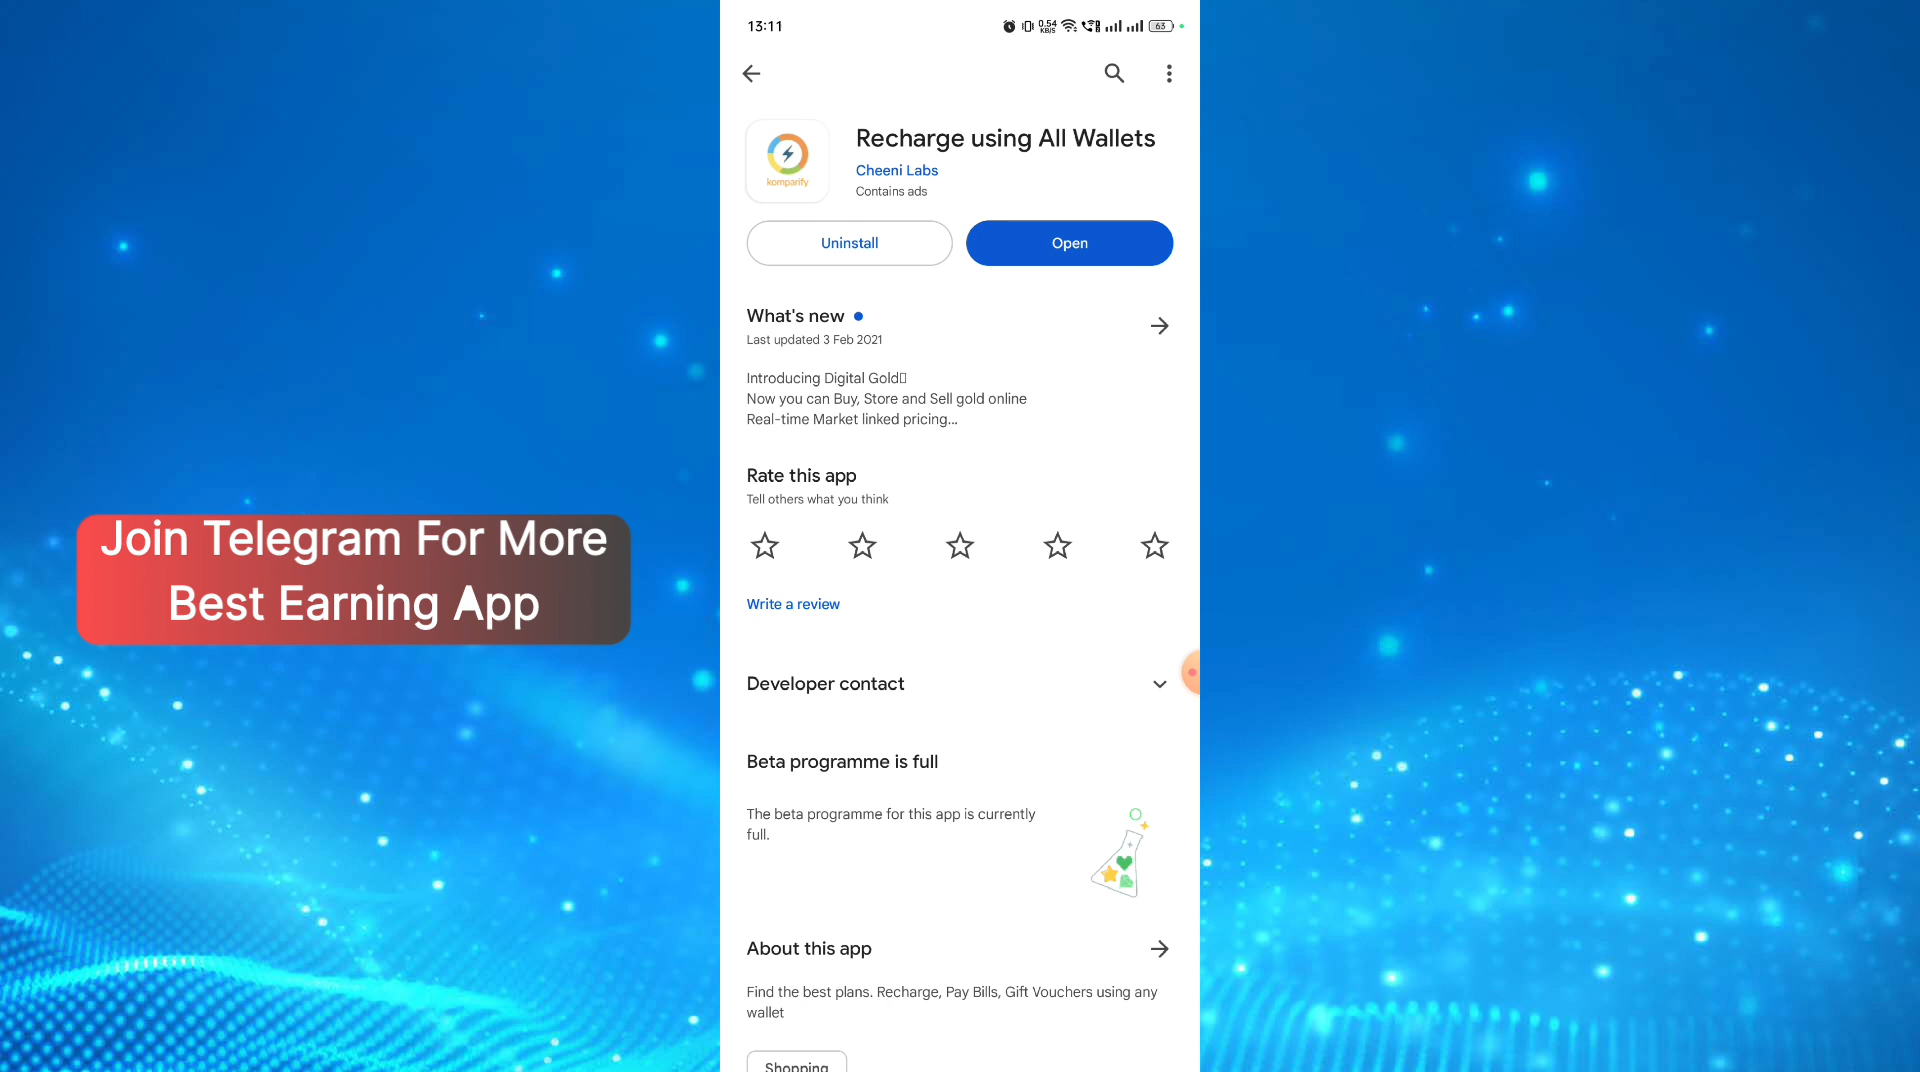 13:11
0.54
KB/S
63
Recharge using All Wallets
Cheeni Labs
Contains ads
komparify
Uninstall
Open
What's new
Last updated 3 Feb 2021
Introducing Digital Gold
Now you can Buy, Store and Sell gold online
Real-time Market linked pricing...
Rate this app
Tell others what you think
Write a review
Join Telegram For More
Best Earning App
Developer contact
Beta programme is full
The beta programme for this app is currently
full.
About this app
Find the best plans. Recharge, Pay Bills, Gift Vouchers using any
wallet
Shopping